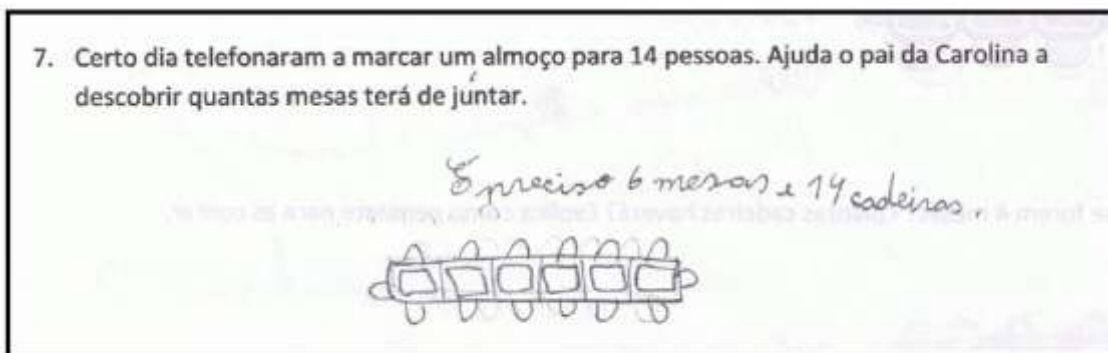 7. Certo dia telefonaram a marcar um almoço para 14 pessoas. Ajuda o pai da Carolina a
descobrir quantas mesas terá de juntar.
É preciso 6 mesas e 14 cadeiras.